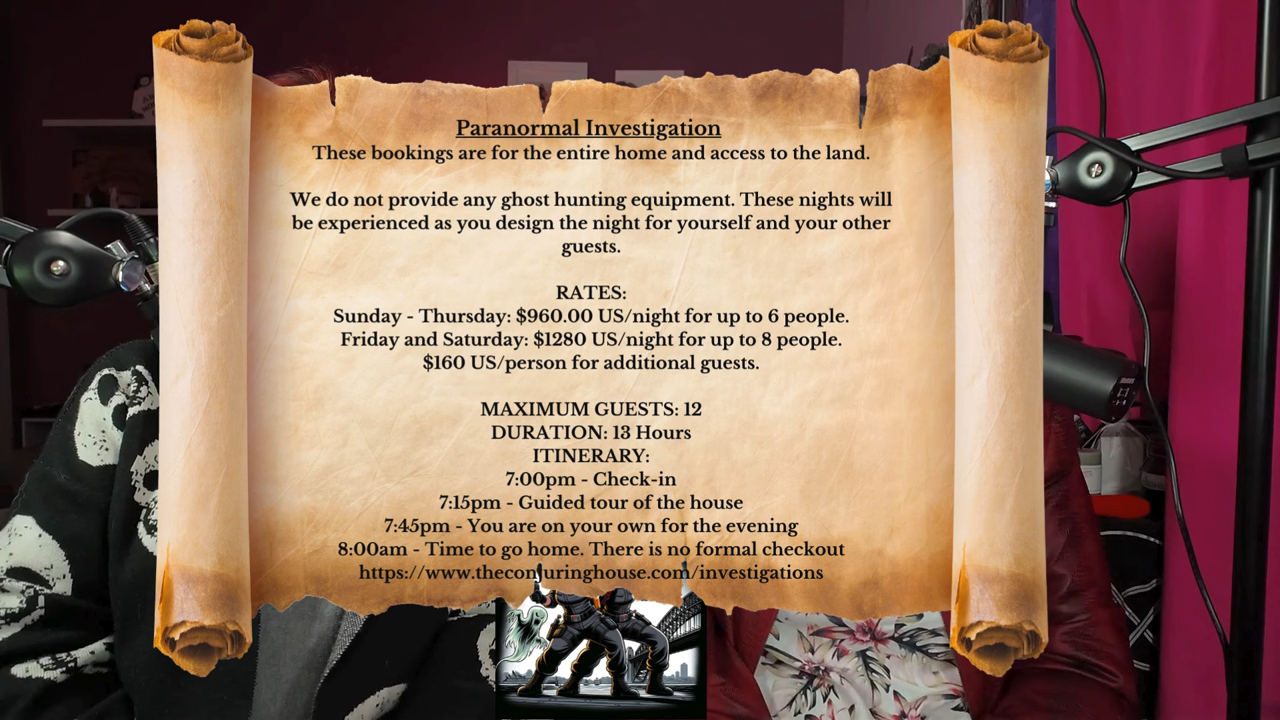 Paranormal Investigation
These bookings are for the entire home and access to the land.
We do not provide any ghost hunting equipment. These nights will
be experienced as you design the night for yourself and your other
guests.
RATES:
Sunday - Thursday: $960.00 US/night for up to 6 people.
Friday and Saturday: $1280 US/night for up to 8 people.
$160 US/person for additional guests.
MAXIMUM GUESTS: 12
DURATION: 13 Hours
ITINERARY:
7:00pm - Check-in
7:15pm - Guided tour of the house
7:45pm - You are on your own for the evening
8:00am - Time to go home. There is no formal checkout
https://www.theconjuringhouse.com/investigations